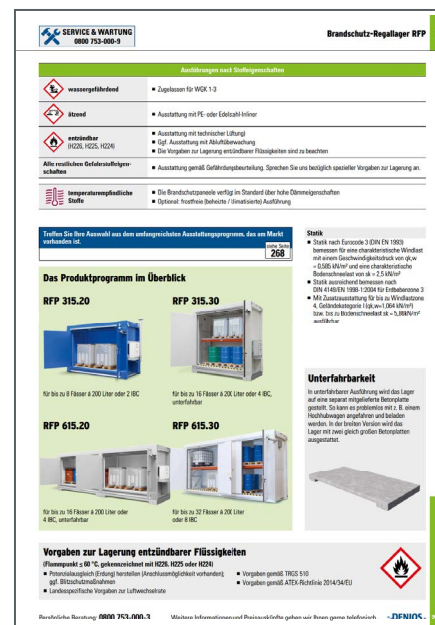 SERVICE & WARTUNG
0800 753-000-9
Brandschutz-Regallager RFP
Ausführungen nach Stoffeigenschaften
wassergefährdend
■ Zugelassen für WGK 1-3
ätzend
■ Ausstattung mit PE- oder Edelstahl-Inliner
entzündbar
(H226, H225, H224)
■ Ausstattung mit technischer Lüftung)
■ Ggf. Ausstattung mit Abluftüberwachung
■ Die Vorgaben zur Lagerung entzündbarer Flüssigkeiten sind zu beachten
Alle restlichen Gefahrstoffeigen-
schaften
■ Ausstattung gemäß Gefährdungsbeurteilung. Sprechen Sie uns bezüglich spezieller Vorgaben zur Lagerung an.
temperaturempfindliche
Stoffe
■ Die Brandschutzpaneele verfügt im Standard über hohe Dämmeigenschaften
■ Optional: frostfreie (beheizte / klimatisierte) Ausführung
Treffen Sie Ihre Auswahl aus dem umfangreichsten Ausstattungsprogramm, das am Markt
vorhanden ist.
siehe Seite
268
Das Produktprogramm im Überblick
RFP 315.20
RFP 315.30
für bis zu 8 Fässer à 200 Liter oder 2 IBC
für bis zu 16 Fässer à 20( Liter oder 4 IBC,
unterfahrbar
RFP 615.20
RFP 615.30
für bis zu 16 Fässer à 200 Liter oder
4 IBC, unterfahrbar
für bis zu 32 Fässer à 20( Liter
oder 8 IBC
Statik
■ Statik nach Eurocode 3 (DIN EN 1993)
bemessen für eine charakteristische Windlast
mit einem Geschwindigkeitsdruck von qk,w
= 0,585 kN/m² und eine charakteristische
Bodenschneelast von sk = 2,5 kN/m²
■ Statik ausreichend bemessen nach
DIN 4149/EN 1998-1:2004 für Erdbebenzone 3
■ Mit Zusatzausstattung für bis zu Windlastzone
4, Geländekategorie I (qk,w=1,064 kN/m²)
bzw. bis zu Bodenschneelast sk = 5,86kN/m²
ausführbar
Unterfahrbarkeit
In unterfahrbarer Ausführung wird das Lager
auf eine separat mitgelieferte Betonplatte
gestellt. So kann es problemlos mit z. B. einem
Hochhubwagen angefahren und beladen
werden. In der breiten Version wird das
Lager mit zwei gleich großen Betonplatten
ausgestattet.
Vorgaben zur Lagerung entzündbarer Flüssigkeiten
(Flammpunkt ≤ 60 °C, gekennzeichnet mit H226, H225 oder H224)
■ Potenzialausgleich (Erdung) herstellen (Anschlussmöglichkeit vorhanden);
ggf. Blitzschutzmaßnahmen
■ Landesspezifische Vorgaben zur Luftwechselrate
■ Vorgaben gemäß TRGS 510
■ Vorgaben gemäß ATEX-Richtlinie 2014/34/EU
Persönliche Beratung: 0800 753-000-3
Weitere Informationen und Preisauskünfte geben wir Ihnen gerne telefonisch
DENIOS